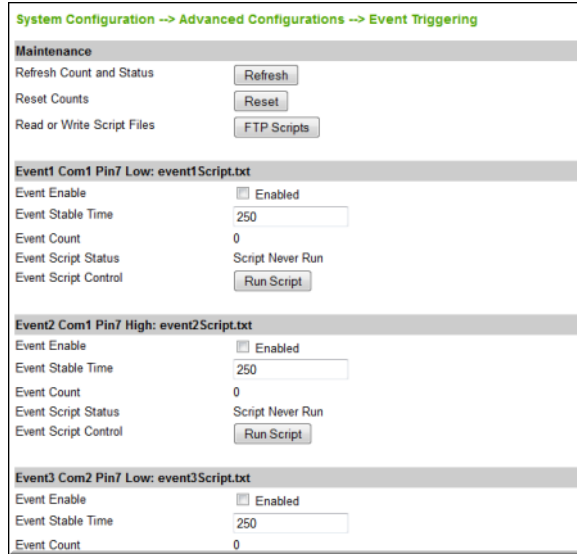 System Configuration --> Advanced Configurations --> Event Triggering
Maintenance
Refresh Count and Status Refresh
Reset Counts Reset
Read or Write Script Files FTP Scripts
Event1 Com1 Pin7 Low: event1Script.txt
Event Enable Enabled
Event Stable Time 250
Event Count 0
Event Script Status Script Never Run
Event Script Control Run Script
Event2 Com1 Pin7 High: event2Script.txt
Event Enable Enabled
Event Stable Time 250
Event Count 0
Event Script Status Script Never Run
Event Script Control Run Script
Event3 Com2 Pin7 Low: event3Script.txt
Event Enable Enabled
Event Stable Time 250
Event Count 0